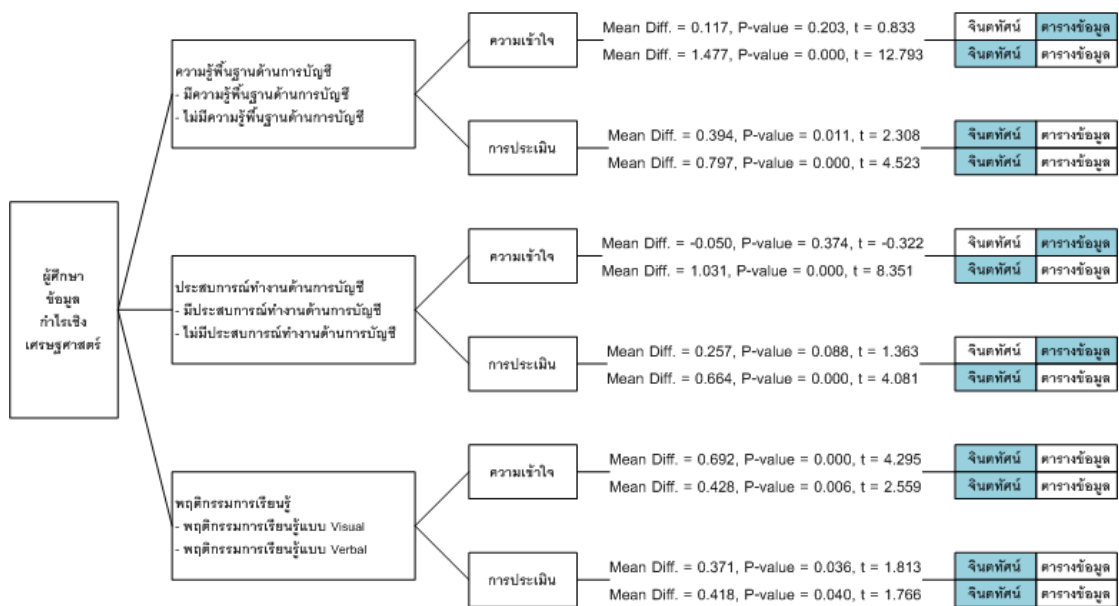 ผู้ศึกษา
ข้อมูล
กำไรเชิง
เศรษฐศาสตร์
ความรู้พื้นฐานด้านการบัญชี
- มีความรู้พื้นฐานด้านการบัญชี
- ไม่มีความรู้พื้นฐานด้านการบัญชี
ความเข้าใจ
Mean Diff. = 0.117, P-value = 0.203, t = 0.833
จินตทัศน์ ตารางข้อมูล
Mean Diff. = 1.477, P-value = 0.000, t = 12.793
จินตทัศน์ ตารางข้อมูล
การประเมิน
Mean Diff. = 0.394, P-value = 0.011, t = 2.308
จินตทัศน์ ตารางข้อมูล
Mean Diff. = 0.797, P-value = 0.000, t = 4.523
จินตทัศน์ ตารางข้อมูล
ประสบการณ์ทำงานด้านการบัญชี
- มีประสบการณ์ทำงานด้านการบัญชี
- ไม่มีประสบการณ์ทำงานด้านการบัญชี
ความเข้าใจ
Mean Diff. = -0.050, P-value = 0.374, t = -0.322
จินตทัศน์ ตารางข้อมูล
Mean Diff. = 1.031, P-value = 0.000, t = 8.351
จินตทัศน์ ตารางข้อมูล
การประเมิน
Mean Diff. = 0.257, P-value = 0.088, t = 1.363
จินตทัศน์ ตารางข้อมูล
Mean Diff. = 0.664, P-value = 0.000, t = 4.081
จินตทัศน์ ตารางข้อมูล
พฤติกรรมการเรียนรู้
- พฤติกรรมการเรียนรู้แบบ Visual
- พฤติกรรมการเรียนรู้แบบ Verbal
ความเข้าใจ
Mean Diff. = 0.692, P-value = 0.000, t = 4.295
จินตทัศน์ ตารางข้อมูล
Mean Diff. = 0.428, P-value = 0.006, t = 2.559
จินตทัศน์ ตารางข้อมูล
การประเมิน
Mean Diff. = 0.371, P-value = 0.036, t = 1.813
จินตทัศน์ ตารางข้อมูล
Mean Diff. = 0.418, P-value = 0.040, t = 1.766
จินตทัศน์ ตารางข้อมูล